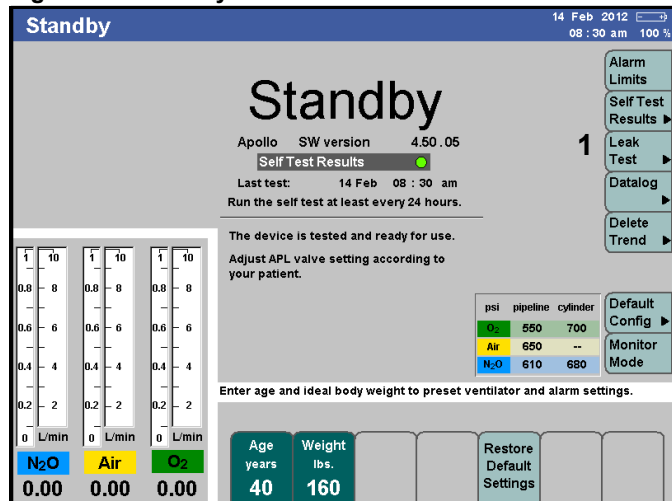 Standby
14 Feb 2012
08 : 30 am 100 %
Standby
Apollo SW version 4.50.05
Self Test Results
Last test: 14 Feb 08 : 30 am
Run the self test at least every 24 hours.
The device is tested and ready for use.
Adjust APL valve setting according to
your patient.
1
Alarm
Limits
Self Test
Results
Leak
Test
Datalog
Delete
Trend
Default
Config
Monitor
Mode
psi pipeline cylinder
O2 550 700
Air 650 --
N2O 610 680
Enter age and ideal body weight to preset ventilator and alarm settings.
1 10 1 10 1 10
0.8 8 0.8 8 0.8 8
0.6 6 0.6 6 0.6 6
0.4 4 0.4 4 0.4 4
0.2 2 0.2 2 0.2 2
0 L/min 0 L/min 0 L/min
N2O Air O2
0.00 0.00 0.00
Age
years
40
Weight
lbs.
160
Restore
Default
Settings